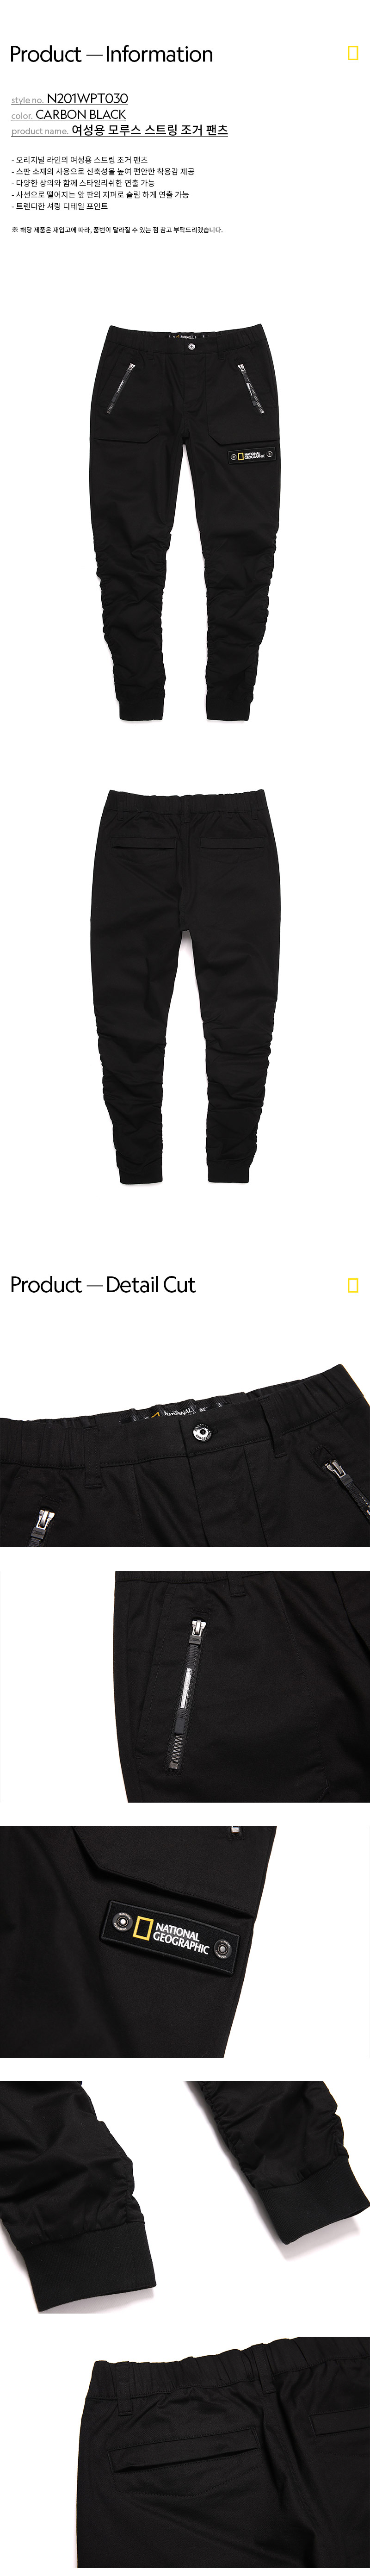 Product — Information
style no. N201WPT030
color. CARBON BLACK
product name. 여성용 모루스 스트링 조거 팬츠
- 오리지널 라인의 여성용 스트링 조거 팬츠
- 스판 소재의 사용으로 신축성을 높여 편안한 착용감 제공
- 다양한 상의와 함께 스타일리쉬한 연출 가능
- 사선으로 떨어지는 앞 판의 지퍼로 슬림 하게 연출 가능
- 트렌디한 셔링 디테일 포인트
※ 해당 제품은 재입고에 따라, 품번이 달라질 수 있는 점 참고 부탁드리겠습니다.
NATIONAL
GEOGRAPHIC
Product — Detail Cut
NATIONAL
NATIONAL
GEOGRAPHIC